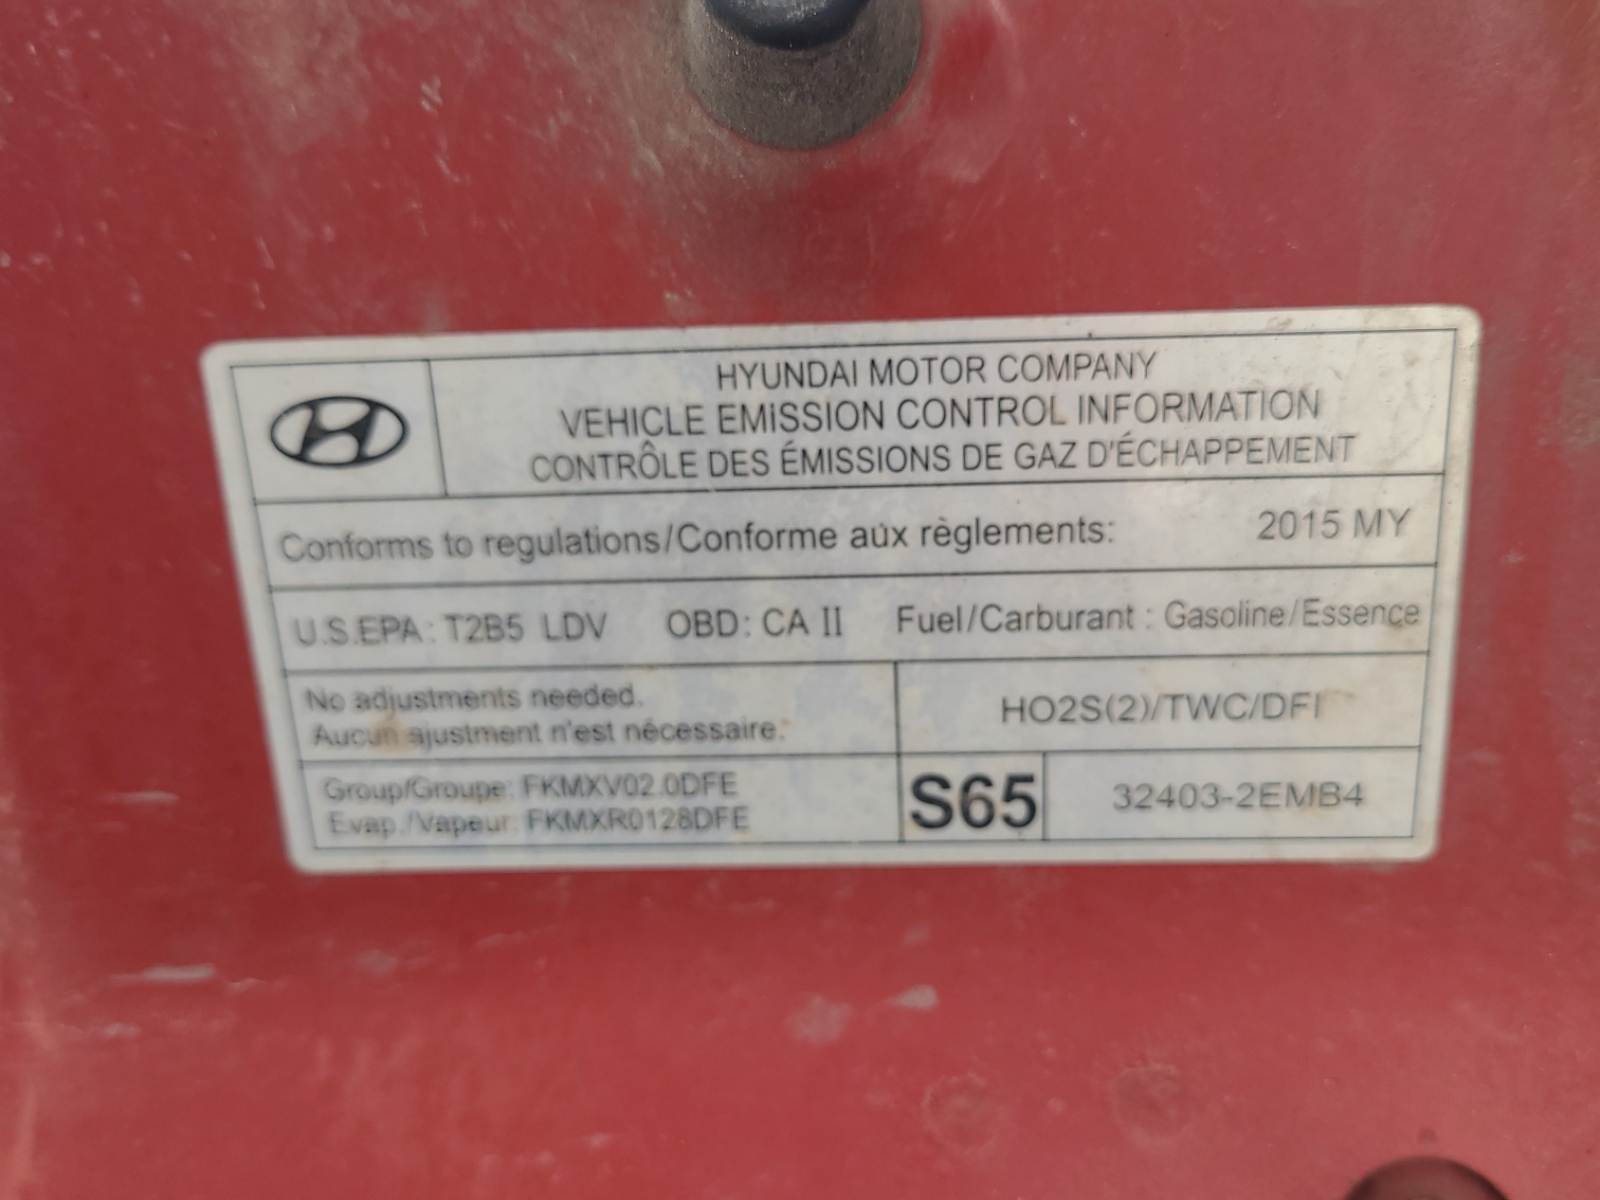 HYUNDAI MOTOR COMPANY
VEHICLE EMISSION CONTROL INFORMATION
CONTRÔLE DES ÉMISSIONS DE GAZ D'ÉCHAPPEMENT
Conforms to regulations/Conforme aux règlements: 2015 MY
U.S.EPA: T2B5 LDV OBD: CA II Fuel/Carburant : Gasoline/Essence
No adjustments needed.
Aucun ajustment n'est nécessaire.
HO2S(2)/TWC/DFI
Group/Groupe: FKMXV02.0DFE
Evap./Vapeur: FKMXR0128DFE
S65
32403-2EMB4